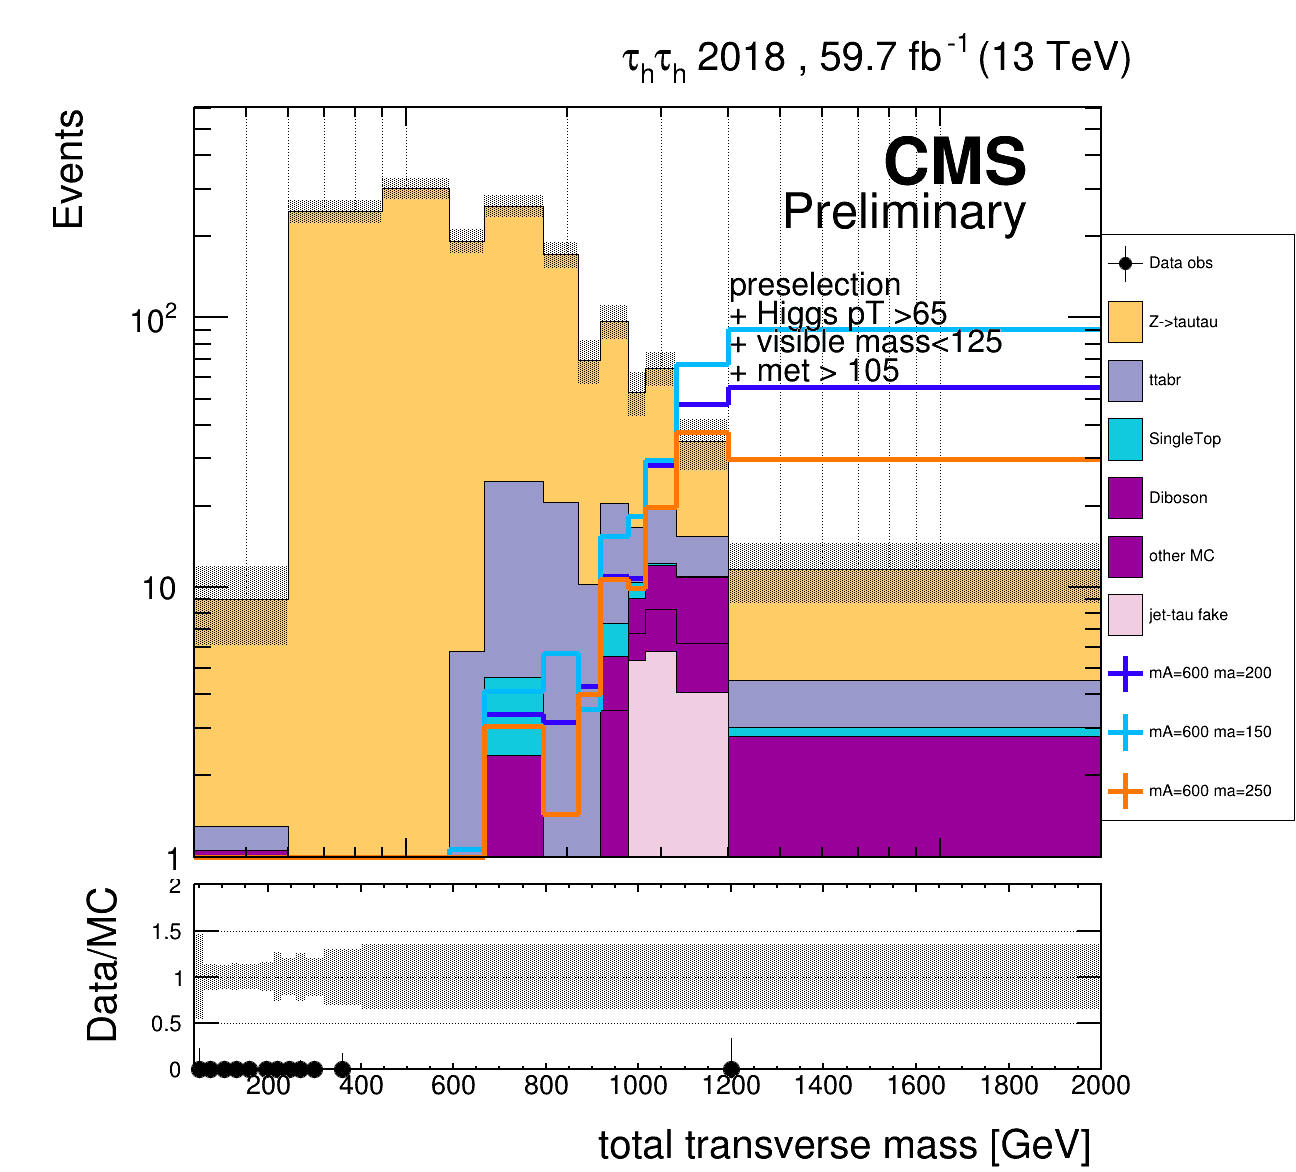 τhτh 2018 , 59.7 fb-1 (13 TeV)
Events
CMS
Preliminary
preselection
+ Higgs pT >65
+ visible mass<125
+ met > 105
10²
10
1
Data obs
Z->tautau
ttabr
SingleTop
Diboson
other MC
jet-tau fake
mA=600 ma=200
mA=600 ma=150
mA=600 ma=250
Data/MC
2
1.5
1
0.5
0
200 400 600 800 1000 1200 1400 1600 1800 2000
total transverse mass [GeV]